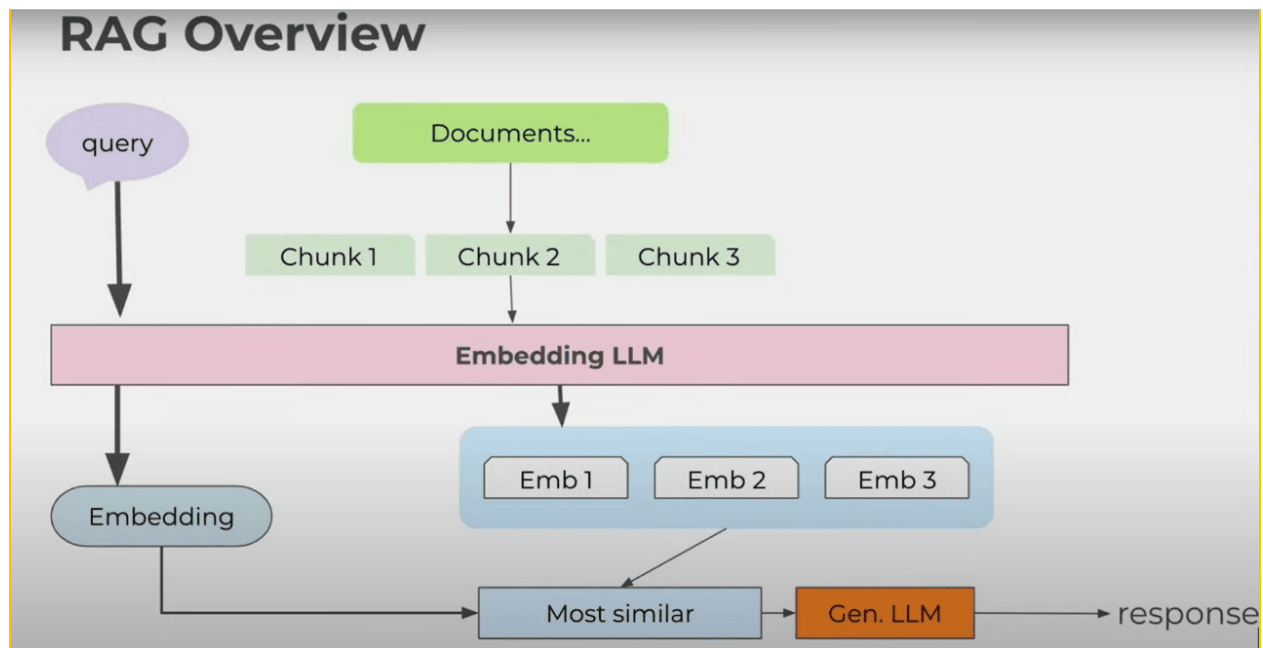 RAG Overview
query
Documents...
Chunk 1
Chunk 2
Chunk 3
Embedding LLM
Emb 1
Emb 2
Emb 3
Embedding
Most similar
Gen. LLM
response